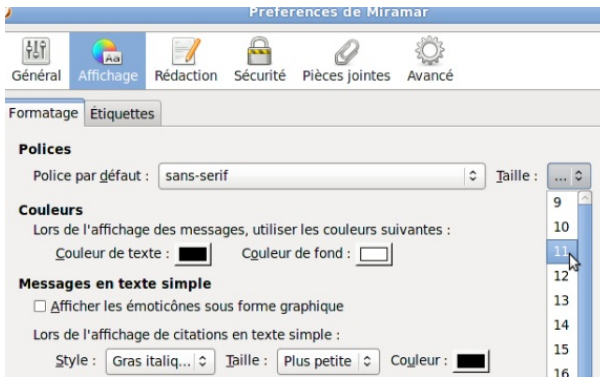 Préférences de Miramar
Général Affichage Rédaction Sécurité Pièces jointes Avancé
Formatage Étiquettes
Polices
Police par défaut : sans-serif Taille : ...
9
Couleurs
10
Lors de l'affichage des messages, utiliser les couleurs suivantes :
Couleur de texte : Couleur de fond : 11
Messages en texte simple 12
Afficher les émoticônes sous forme graphique 13
14
Lors de l'affichage de citations en texte simple :
15
Style : Gras italiq... Taille : Plus petite Couleur :
16